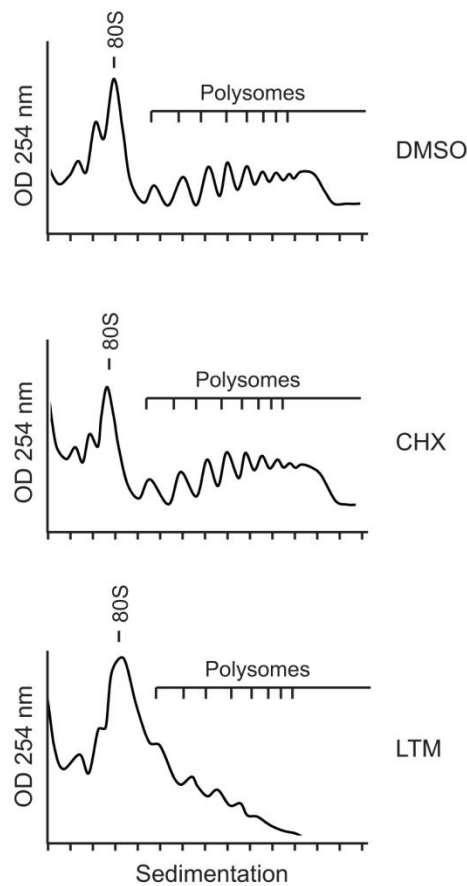 – 80S
Polysomes
OD 254 nm
DMSO
– 80S
Polysomes
OD 254 nm
CHX
– 80S
Polysomes
OD 254 nm
LTM
Sedimentation